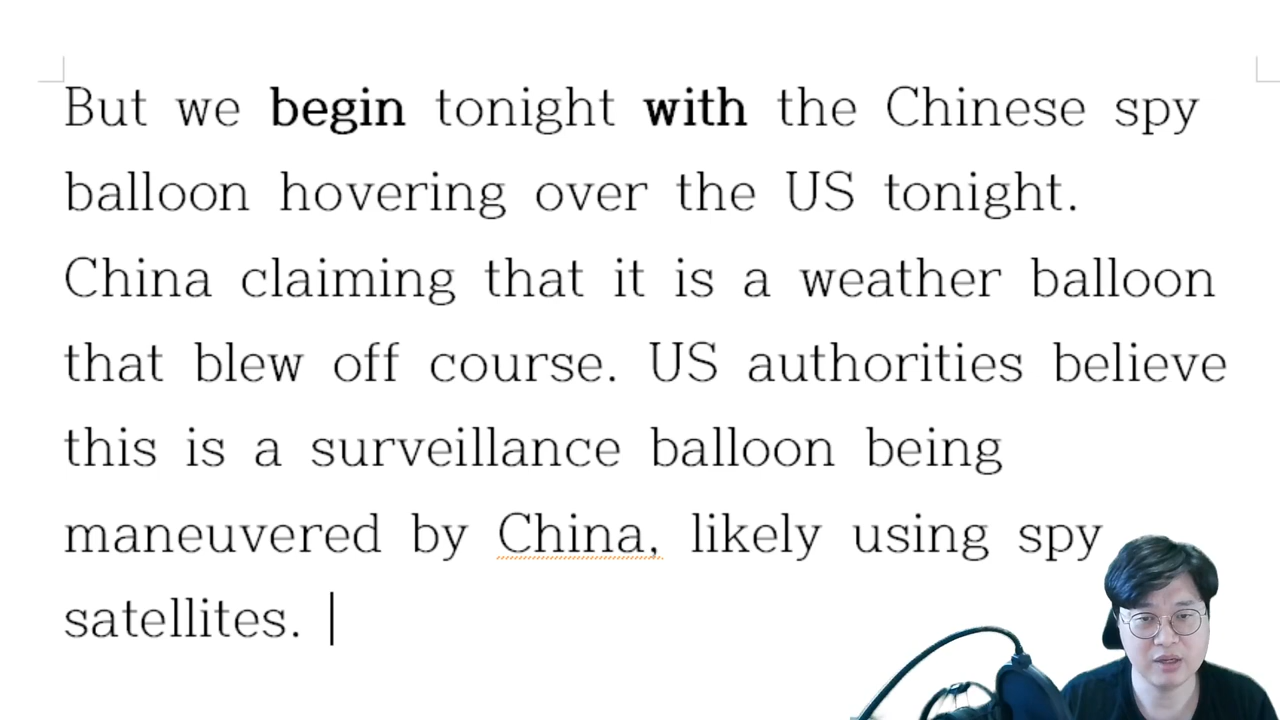 But we begin tonight with the Chinese spy
balloon hovering over the US tonight.
China claiming that it is a weather balloon
that blew off course. US authorities believe
this is a surveillance balloon being
maneuvered by China, likely using spy
satellites.